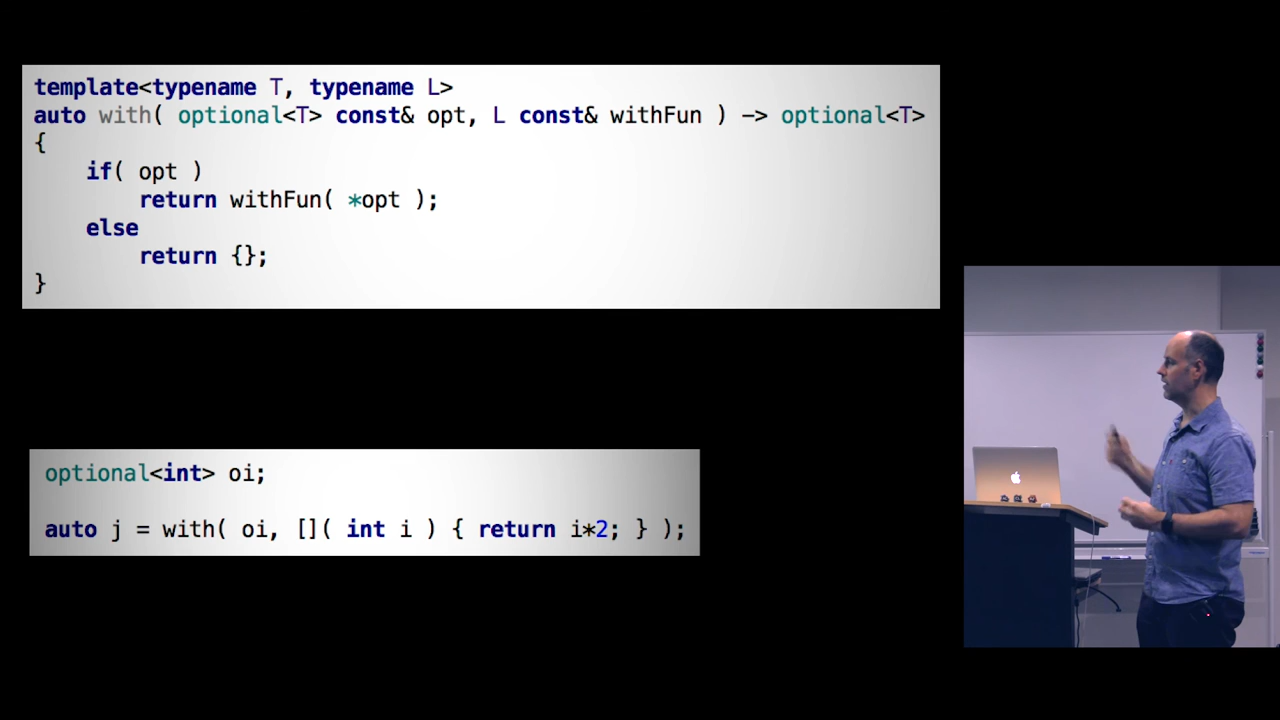 template<typename T, typename L>
auto with( optional<T> const& opt, L const& withFun ) -> optional<T>
{
    if( opt )
        return withFun( *opt );
    else
        return {};
}
optional<int> oi;
auto j = with( oi, []( int i ) { return i*2; } );